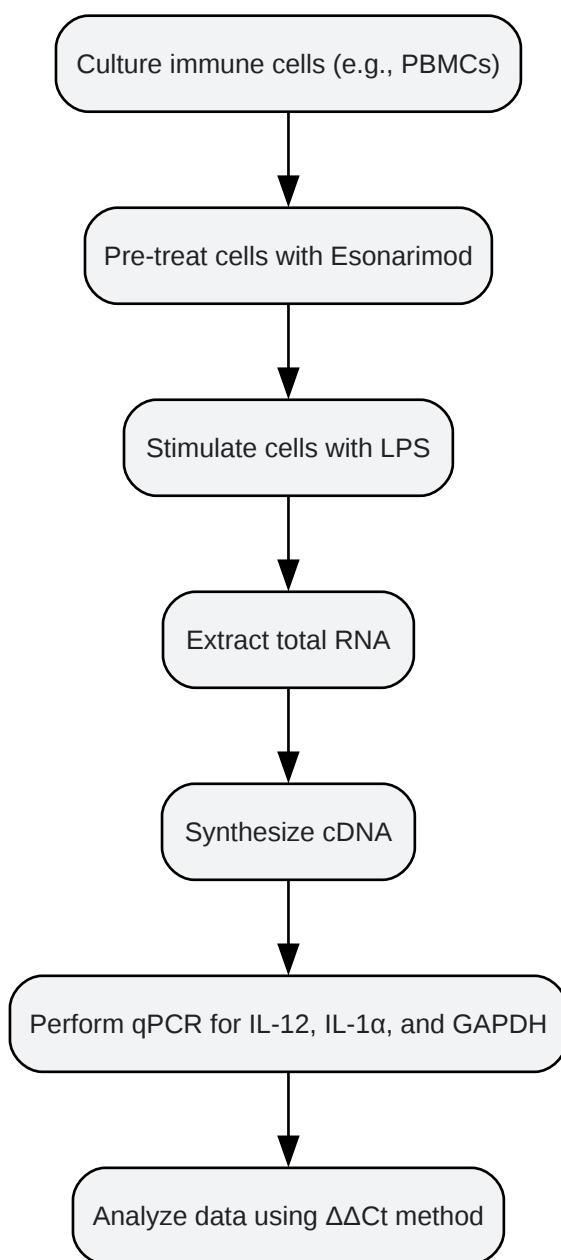 Culture immune cells (e.g., PBMCs)
Pre-treat cells with Esonarimod
Stimulate cells with LPS
Extract total RNA
Synthesize cDNA
Perform qPCR for IL-12, IL-1α, and GAPDH
Analyze data using ΔΔCt method